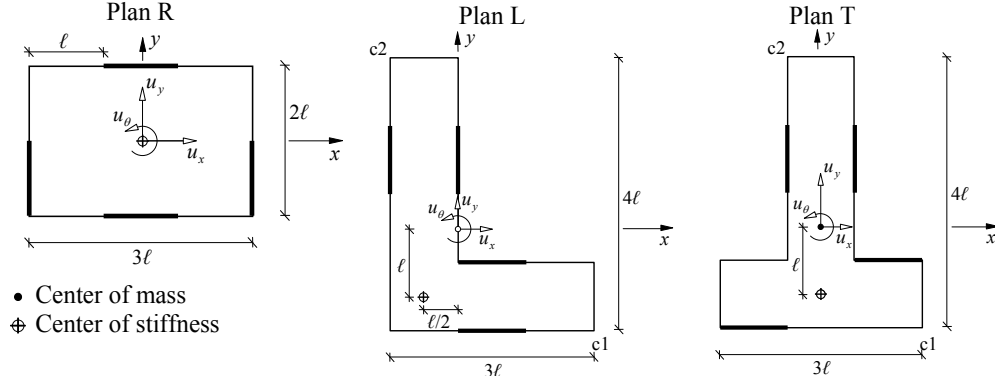 Plan R
Plan L
Plan T
ℓ
y
u_y
u_θ
u_x
x
2ℓ
3ℓ
• Center of mass
⌖ Center of stiffness
c2
y
u_y
u_θ
u_x
x
ℓ
ℓ/2
4ℓ
c1
3ℓ
c2
y
u_y
u_θ
u_x
x
ℓ
4ℓ
c1
3ℓ